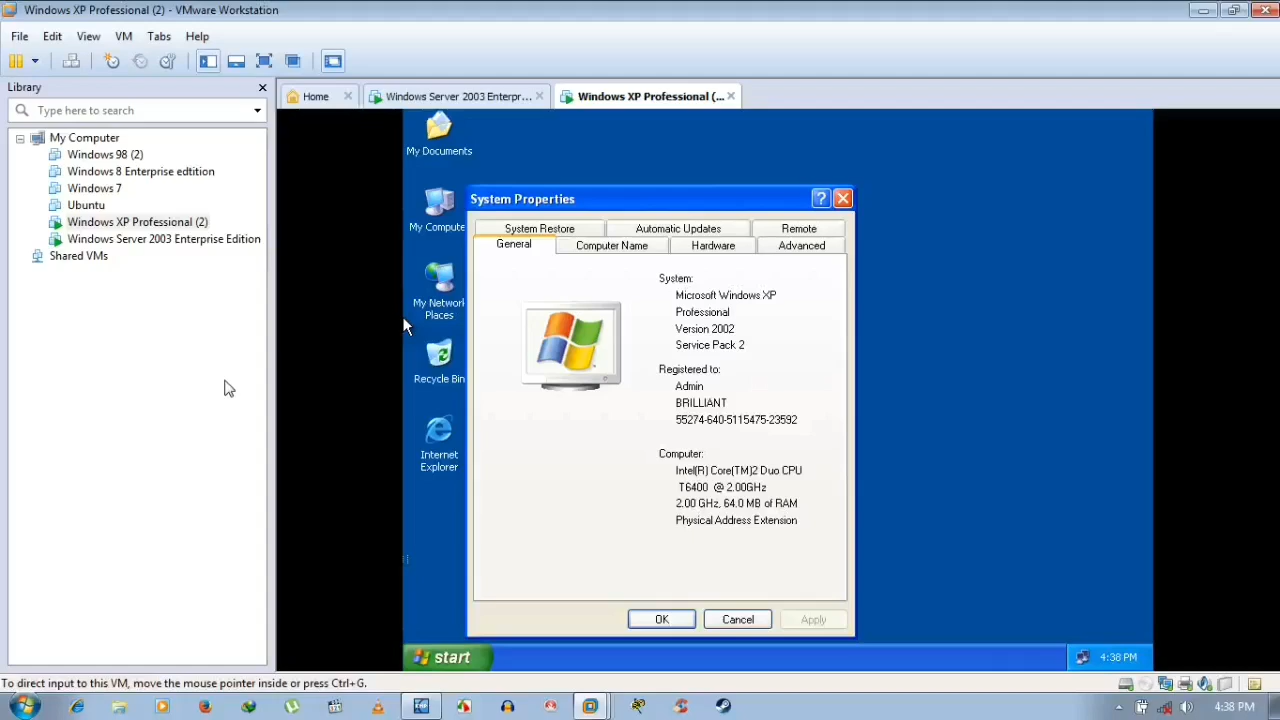 Windows XP Professional (2) - VMware Workstation
File Edit View VM Tabs Help
Library
Type here to search
My Computer
Windows 98 (2)
Windows 8 Enterprise edtition
Windows 7
Ubuntu
Windows XP Professional (2)
Windows Server 2003 Enterprise Edition
Shared VMs
Home
Windows Server 2003 Enterpr...
Windows XP Professional (...
My Documents
My Compute
My Network
Places
Recycle Bin
Internet
Explorer
System Properties
System Restore Automatic Updates Remote
General Computer Name Hardware Advanced
System:
Microsoft Windows XP
Professional
Version 2002
Service Pack 2
Registered to:
Admin
BRILLIANT
55274-640-5115475-23592
Computer:
Intel(R) Core(TM)2 Duo CPU
T6400 @ 2.00GHz
2.00 GHz, 64.0 MB of RAM
Physical Address Extension
OK Cancel Apply
start
4:38 PM
To direct input to this VM, move the mouse pointer inside or press Ctrl+G.
4:38 PM